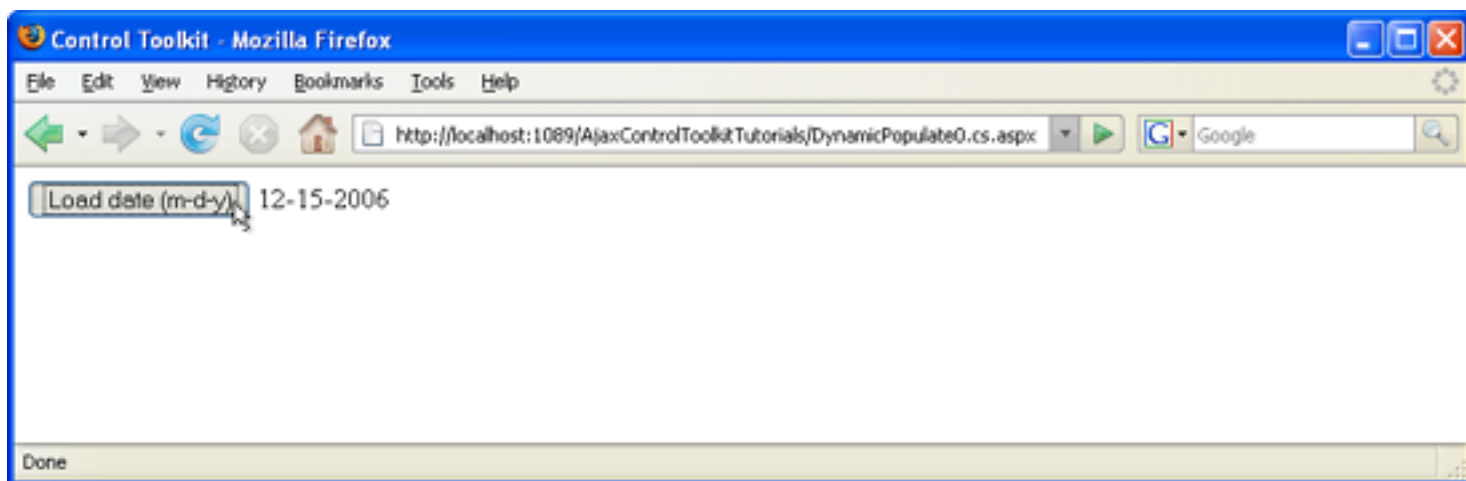 Control Toolkit - Mozilla Firefox
File Edit View History Bookmarks Tools Help
http://localhost:1089/AjaxControlToolkitTutorials/DynamicPopulate0.cs.aspx G Google
Load date (m-d-y) 12-15-2006
Done